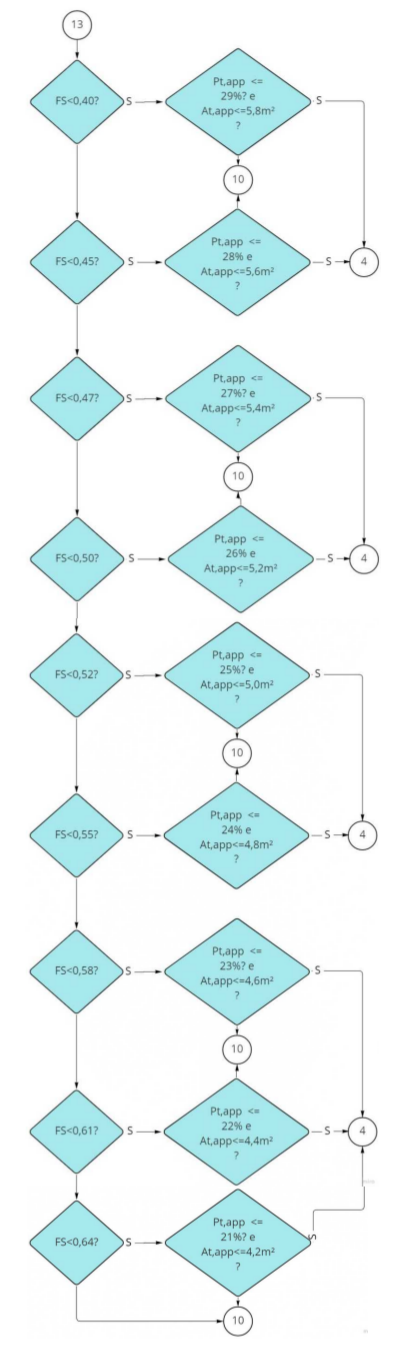 13
FS<0,40?
S
Pt,app <=
29%? e
At,app<=5,8m²
?
S
10
FS<0,45?
S
Pt,app <=
28% e
At,app<=5,6m²
?
S
4
FS<0,47?
S
Pt,app <=
27%? e
At,app<=5,4m²
?
S
10
FS<0,50?
S
Pt,app <=
26% e
At,app<=5,2m²
?
S
4
FS<0,52?
S
Pt,app <=
25%? e
At,app<=5,0m²
?
S
10
FS<0,55?
S
Pt,app <=
24% e
At,app<=4,8m²
?
S
4
FS<0,58?
S
Pt,app <=
23%? e
At,app<=4,6m²
?
S
10
FS<0,61?
S
Pt,app <=
22% e
At,app<=4,4m²
?
S
4
FS<0,64?
S
Pt,app <=
21%? e
At,app<=4,2m²
?
S
10